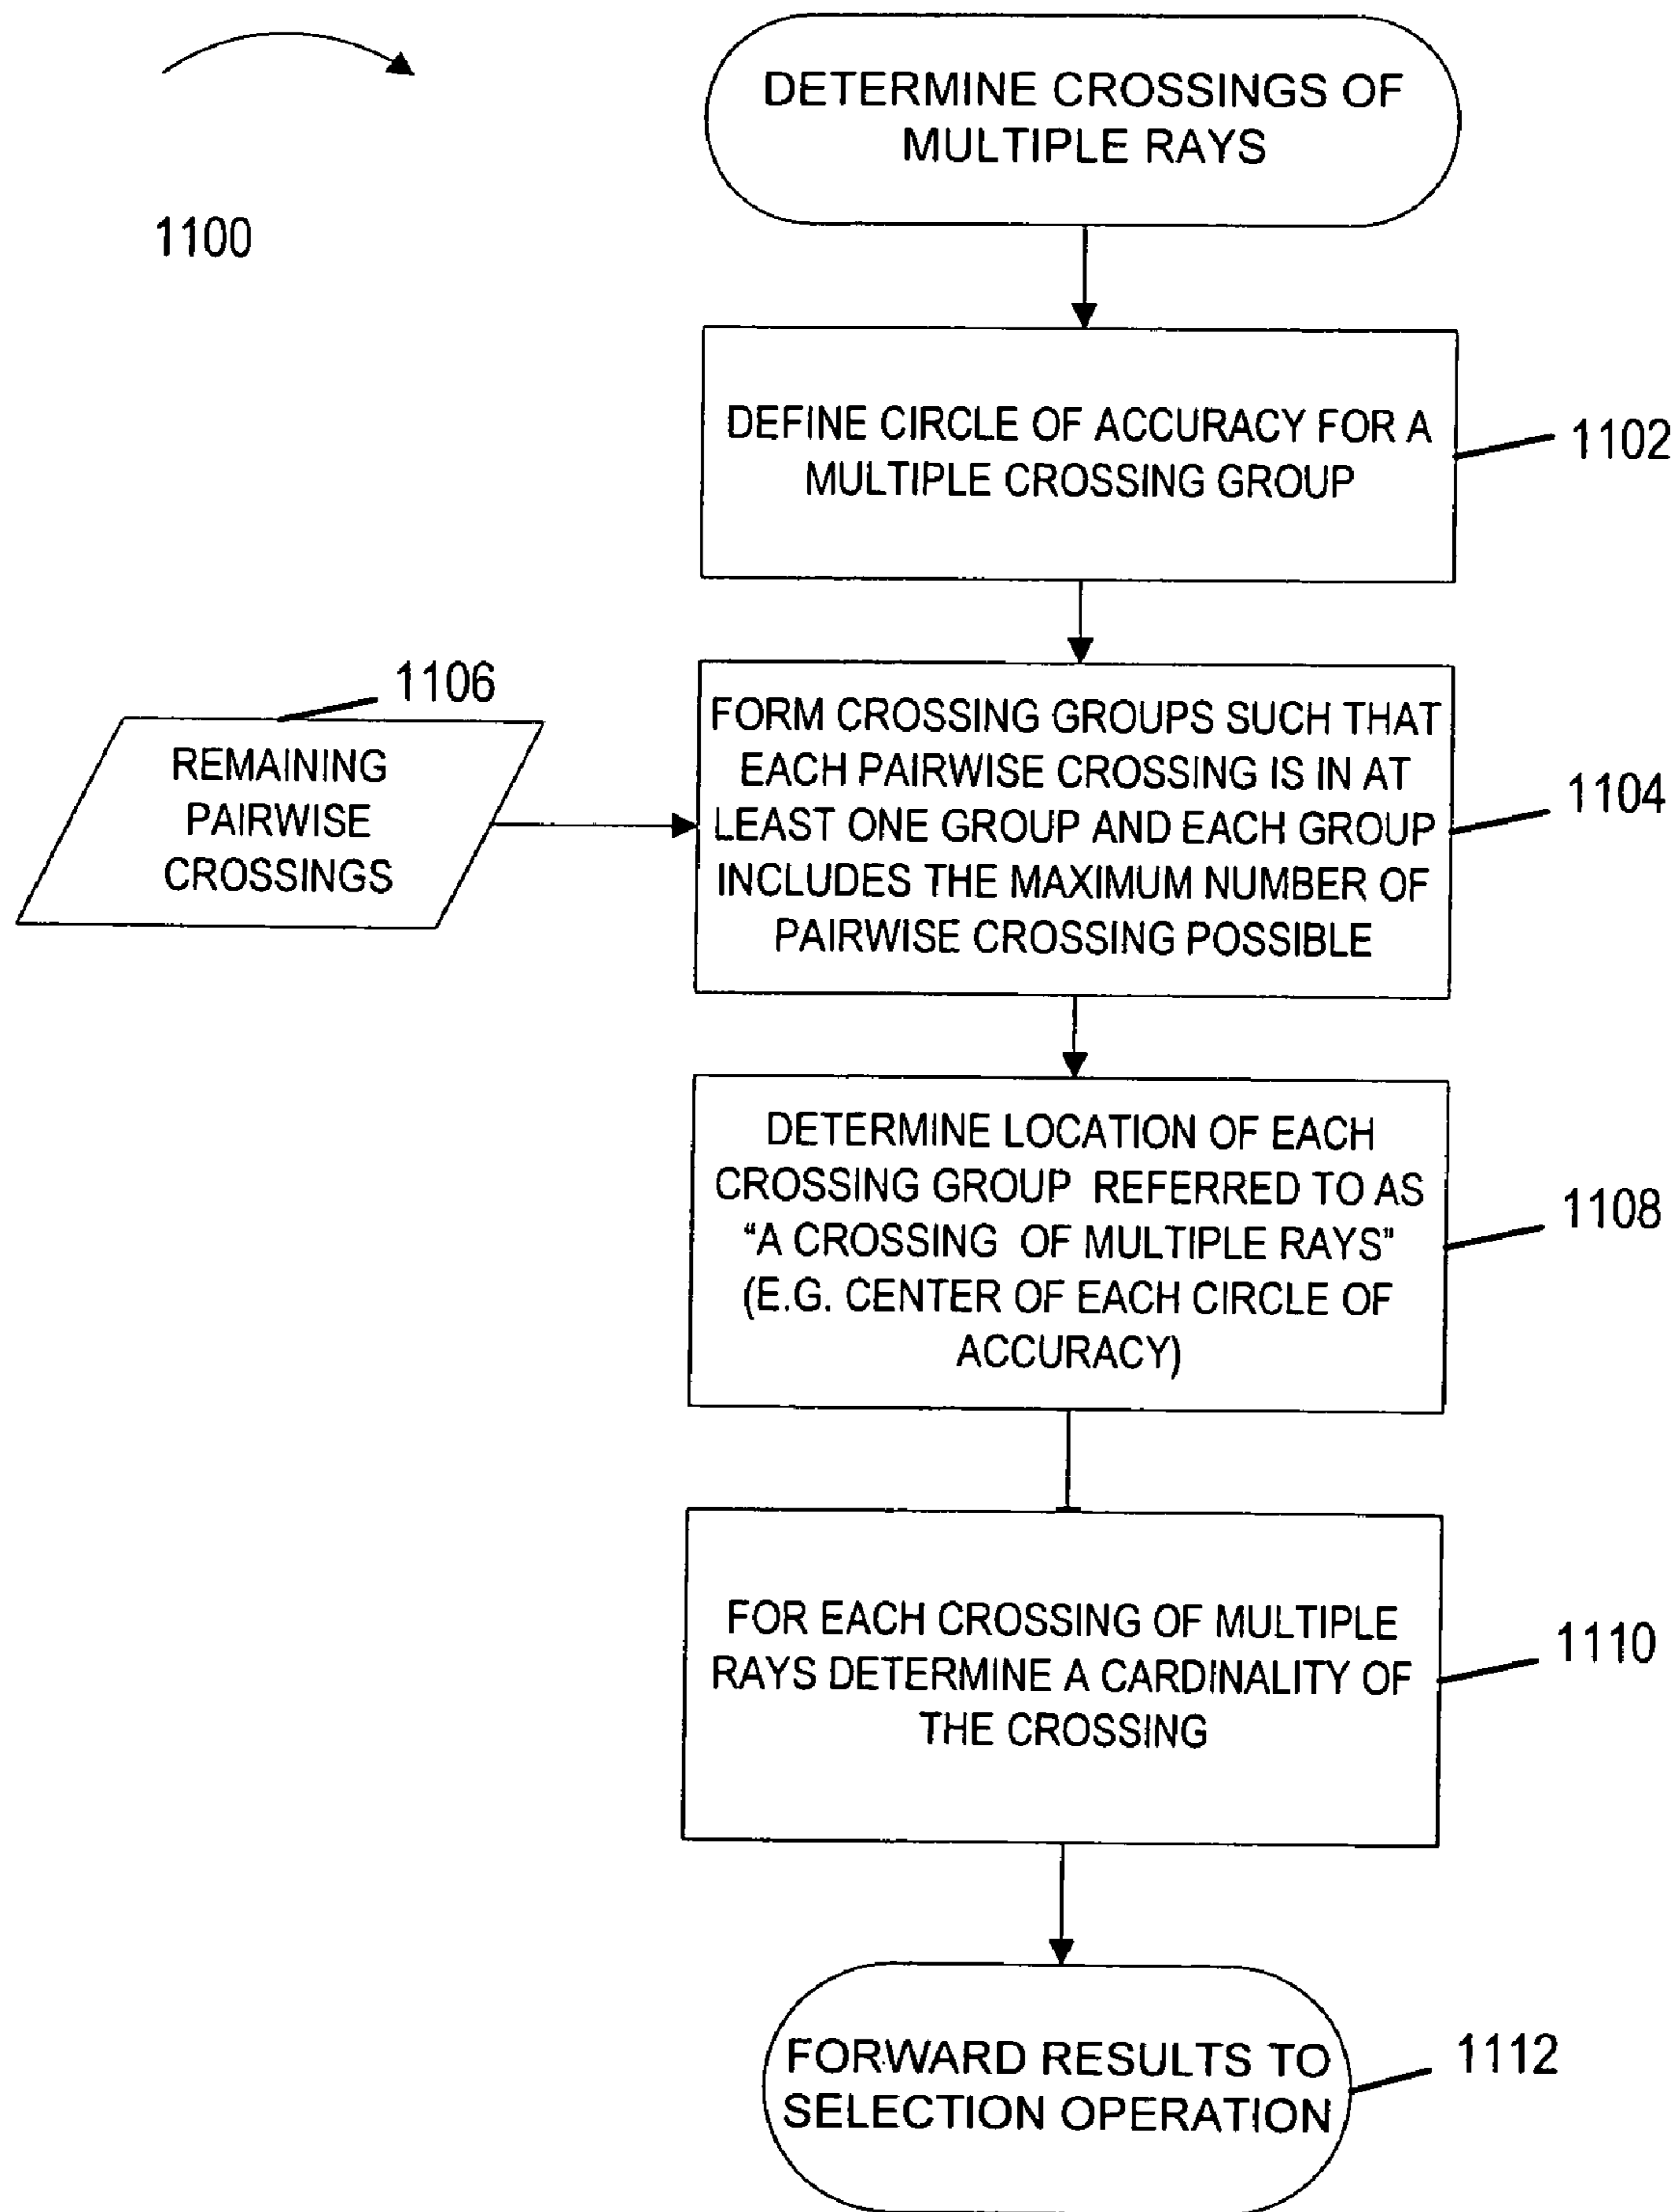 DETERMINE CROSSINGS OF
MULTIPLE RAYS
1100
DEFINE CIRCLE OF ACCURACY FOR A
MULTIPLE CROSSING GROUP
1102
1106
REMAINING
PAIRWISE
CROSSINGS
FORM CROSSING GROUPS SUCH THAT
EACH PAIRWISE CROSSING IS IN AT
LEAST ONE GROUP AND EACH GROUP
INCLUDES THE MAXIMUM NUMBER OF
PAIRWISE CROSSING POSSIBLE
1104
DETERMINE LOCATION OF EACH
CROSSING GROUP REFERRED TO AS
“A CROSSING OF MULTIPLE RAYS”
(E.G. CENTER OF EACH CIRCLE OF
ACCURACY)
1108
FOR EACH CROSSING OF MULTIPLE
RAYS DETERMINE A CARDINALITY OF
THE CROSSING
1110
FORWARD RESULTS TO
SELECTION OPERATION
1112